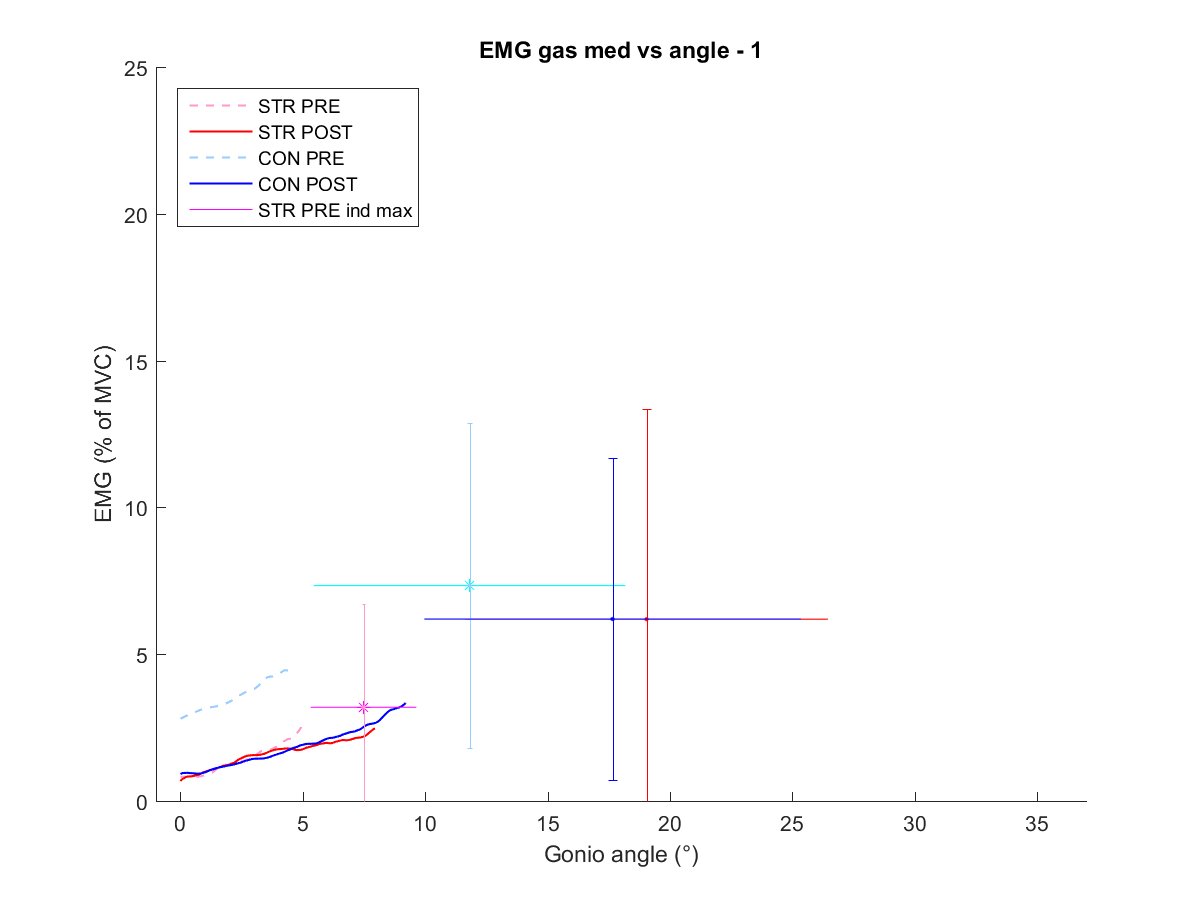 EMG gas med vs angle - 1
25
20
15
10
5
0
EMG (% of MVC)
STR PRE
STR POST
CON PRE
CON POST
STR PRE ind max
0 5 10 15 20 25 30 35
Gonio angle (°)